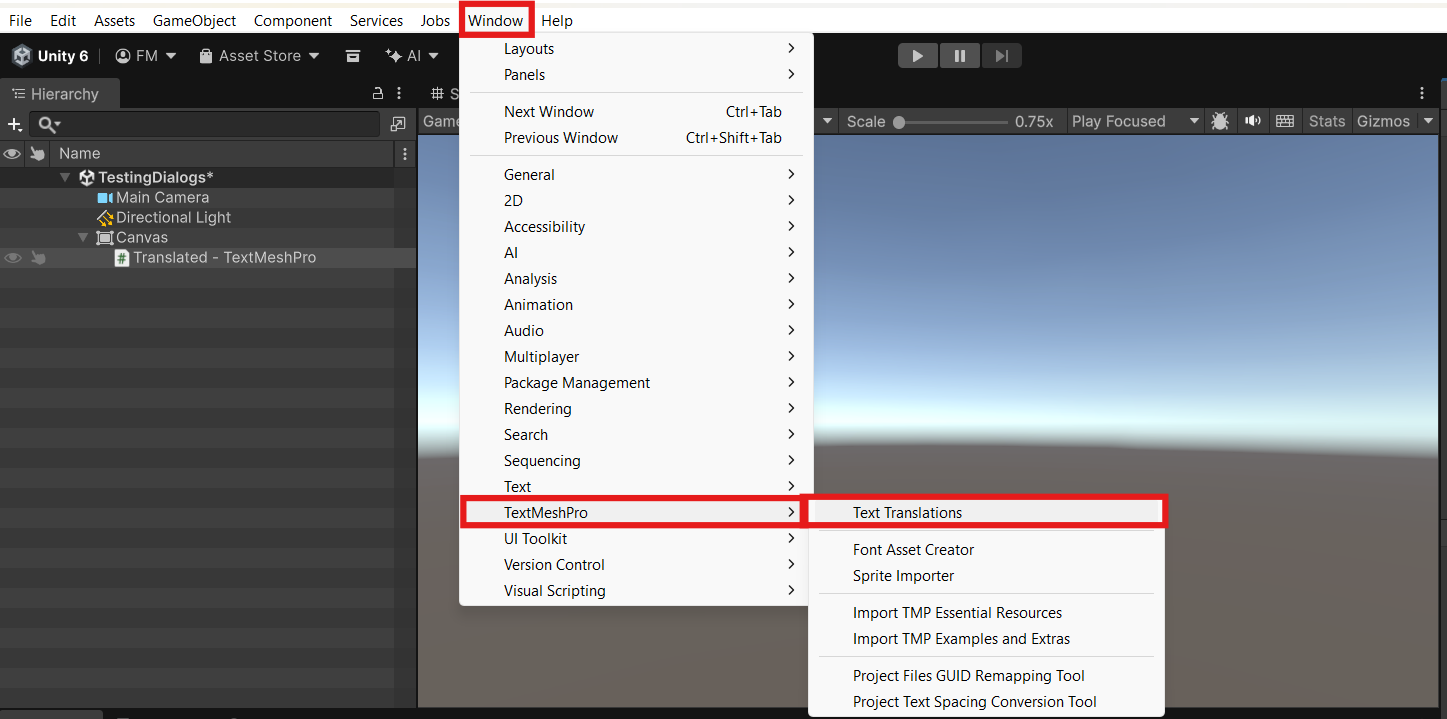 File Edit Assets GameObject Component Services Jobs Window Help
Unity 6 FM Asset Store AI
Hierarchy
Name
TestingDialogs*
Main Camera
Directional Light
Canvas
Translated - TextMeshPro
Layouts
Panels
Next Window Ctrl+Tab
Previous Window Ctrl+Shift+Tab
General
2D
Accessibility
AI
Analysis
Animation
Audio
Multiplayer
Package Management
Rendering
Search
Sequencing
Text
TextMeshPro
UI Toolkit
Version Control
Visual Scripting
Text Translations
Font Asset Creator
Sprite Importer
Import TMP Essential Resources
Import TMP Examples and Extras
Project Files GUID Remapping Tool
Project Text Spacing Conversion Tool
Scale 0.75x Play Focused Stats Gizmos